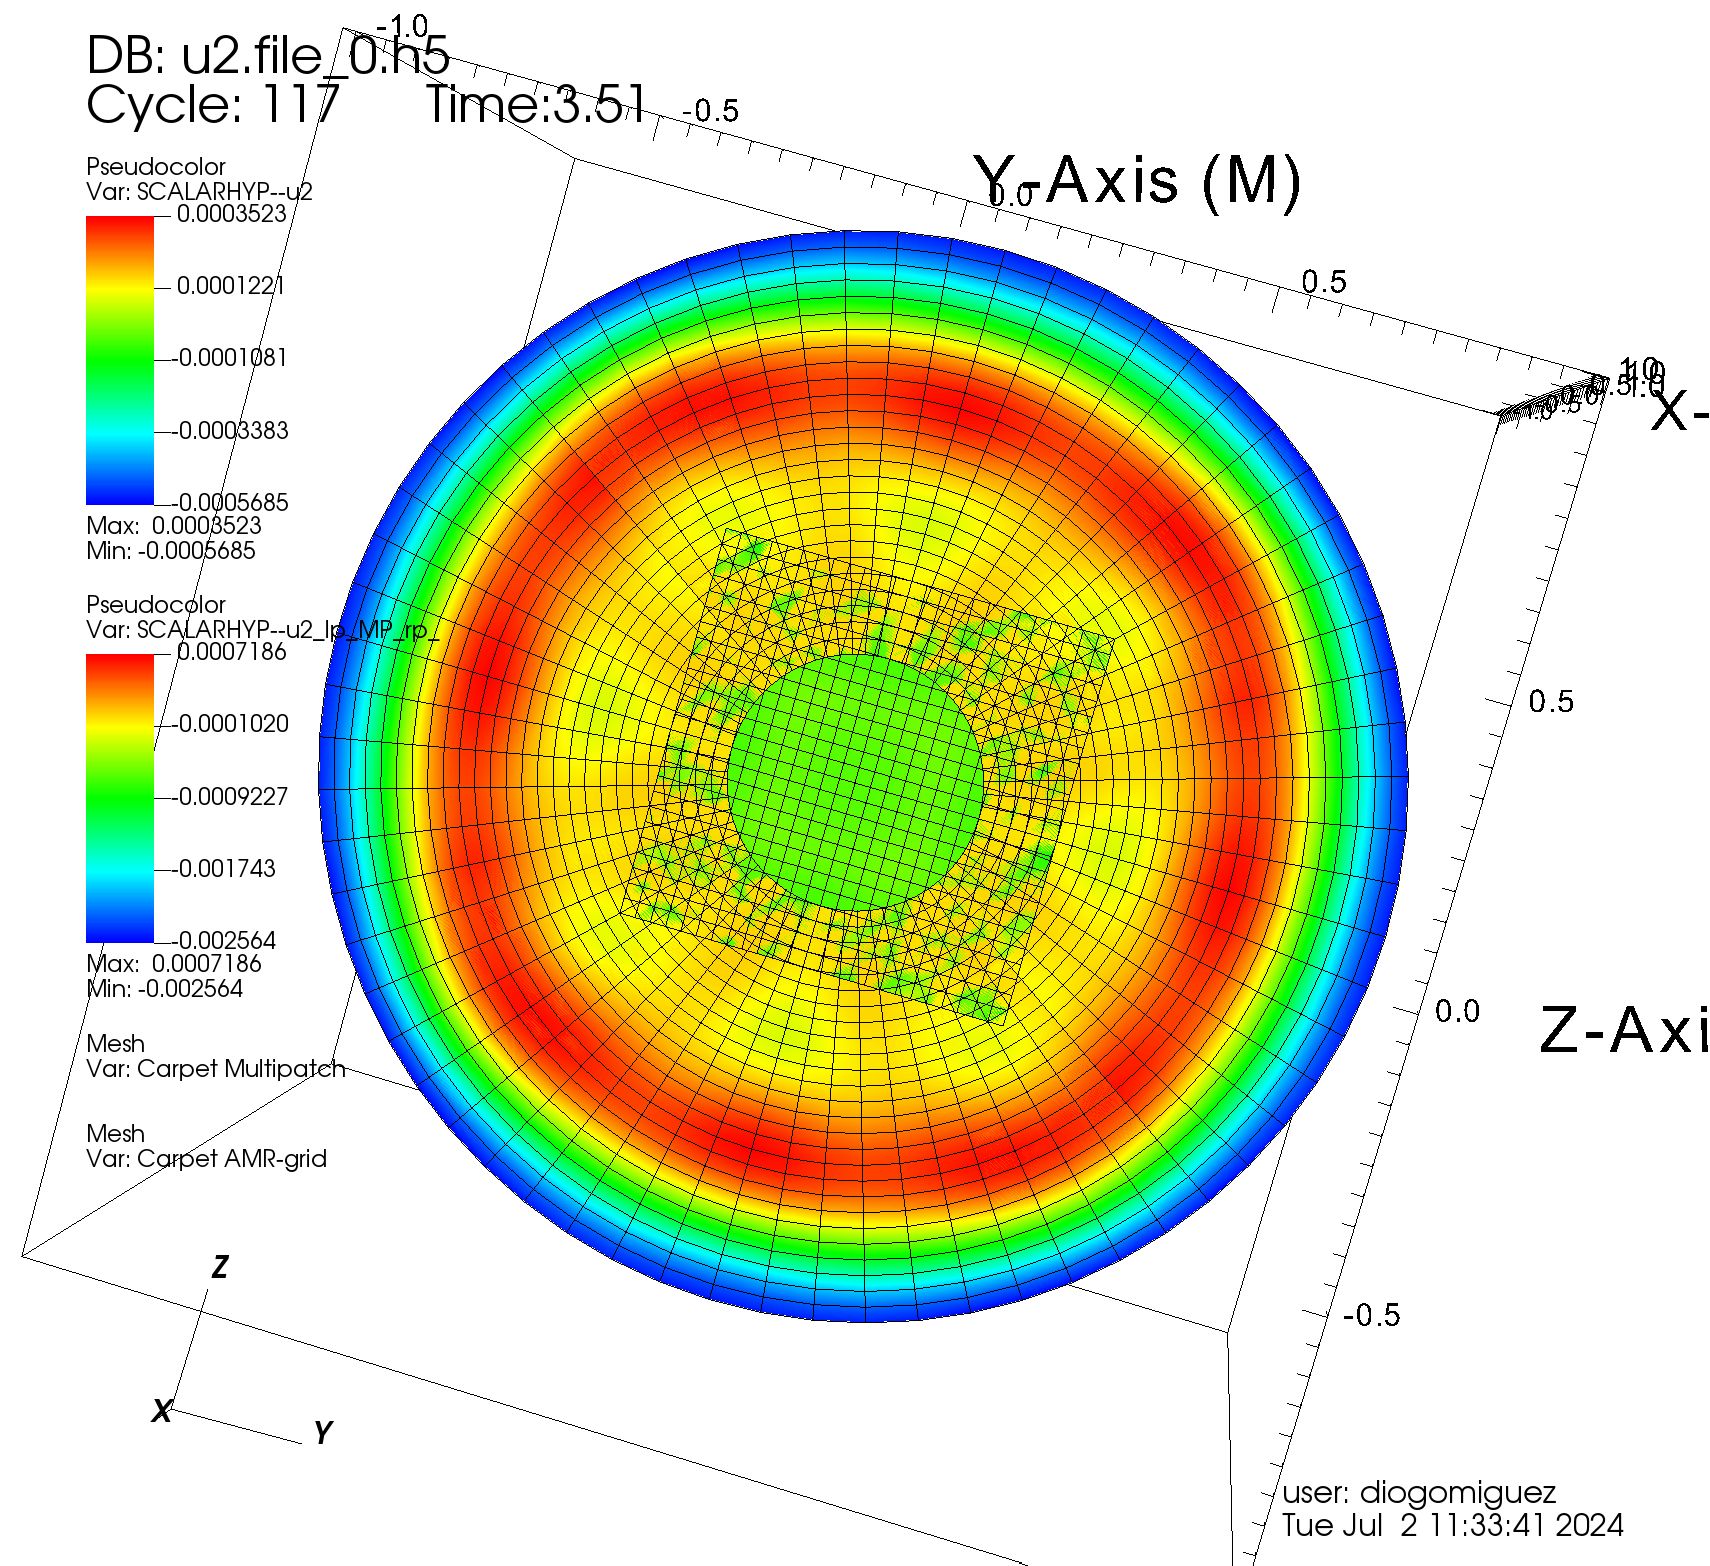 DB: u2.file_0.h5
Cycle: 117 Time:3.51
Pseudocolor
Var: SCALARHYP--u2
0.0003523
0.0001221
-0.0001081
-0.0003383
-0.0005685
Max: 0.0003523
Min: -0.0005685
Pseudocolor
Var: SCALARHYP--u2_lp_MP_rp_
0.0007186
-0.0001020
-0.0009227
-0.001743
-0.002564
Max: 0.0007186
Min: -0.002564
Mesh
Var: Carpet Multipatch
Mesh
Var: Carpet AMR-grid
-1.0
-0.5
0.0
0.5
1.0
Y-Axis (M)
X-
0.5
0.0
-0.5
Z-Axi
Z
X
Y
user: diogomiguez
Tue Jul 2 11:33:41 2024